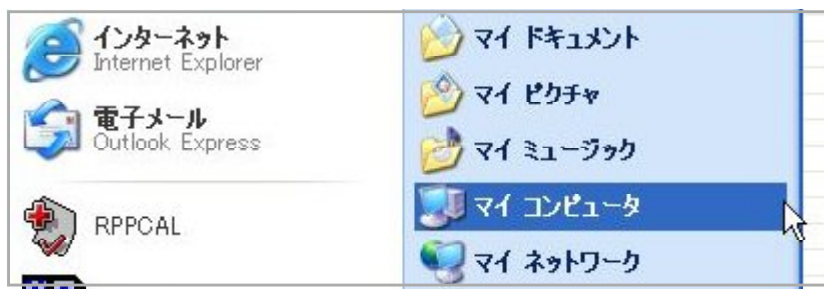 インターネット
Internet Explorer
電子メール
Outlook Express
RPPCAL
マイ ドキュメント
マイ ピクチャ
マイ ミュージック
マイ コンピュータ
マイ ネットワーク